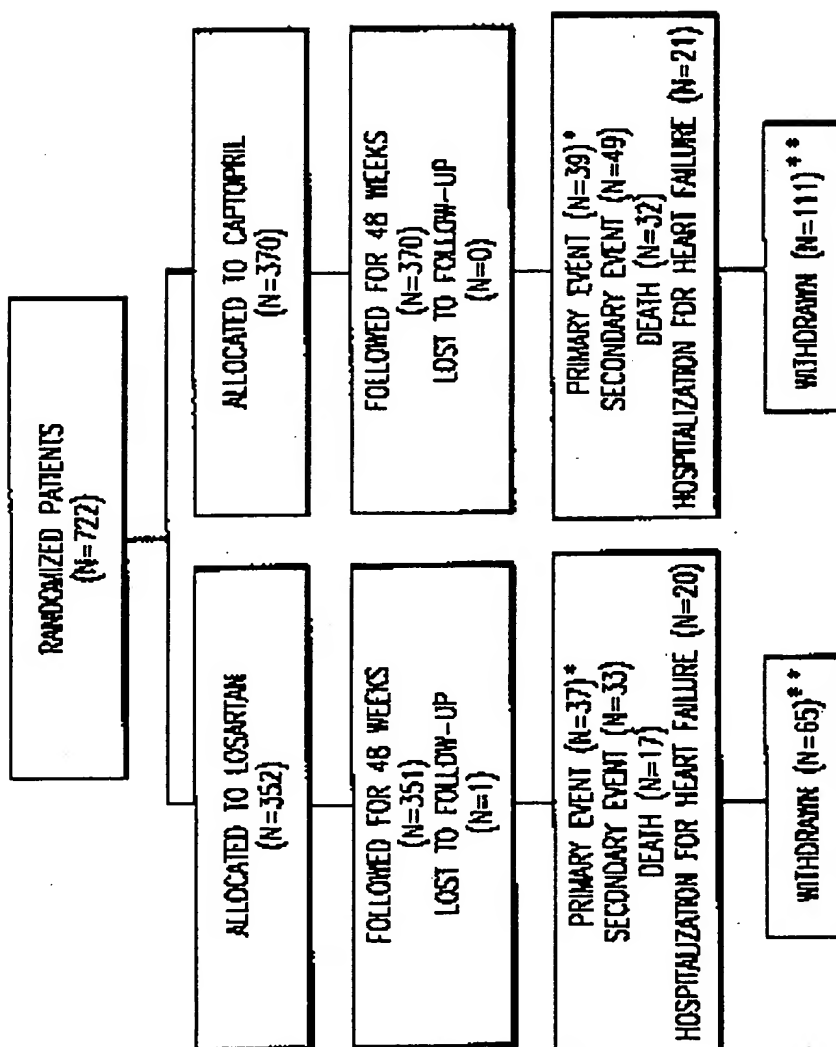 RANDOMIZED PATIENTS
(N=722)
ALLOCATED TO LOSARTAN
(N=352)
FOLLOWED FOR 48 WEEKS
(N=351)
LOST TO FOLLOW-UP
(N=1)
PRIMARY EVENT (N=37)*
SECONDARY EVENT (N=33)
DEATH (N=17)
HOSPITALIZATION FOR HEART FAILURE (N=20)
WITHDRAWN (N=65)**
ALLOCATED TO CAPTOPRIL
(N=370)
FOLLOWED FOR 48 WEEKS
(N=370)
LOST TO FOLLOW-UP
(N=0)
PRIMARY EVENT (N=39)*
SECONDARY EVENT (N=49)
DEATH (N=32)
HOSPITALIZATION FOR HEART FAILURE (N=21)
WITHDRAWN (N=111)**